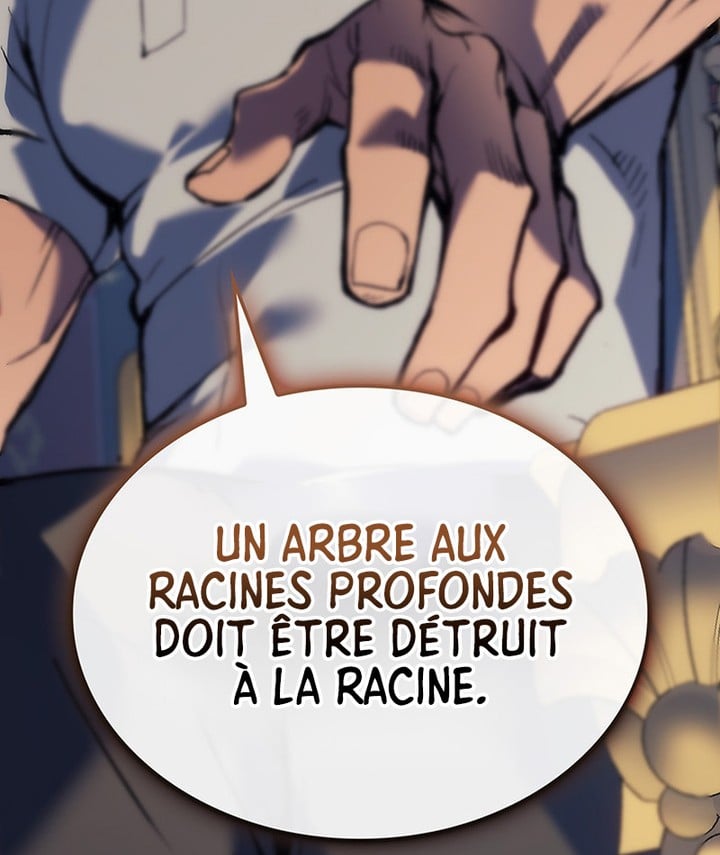 UN ARBRE AUX
RACINES PROFONDES
DOIT ÊTRE DÉTRUIT
À LA RACINE.